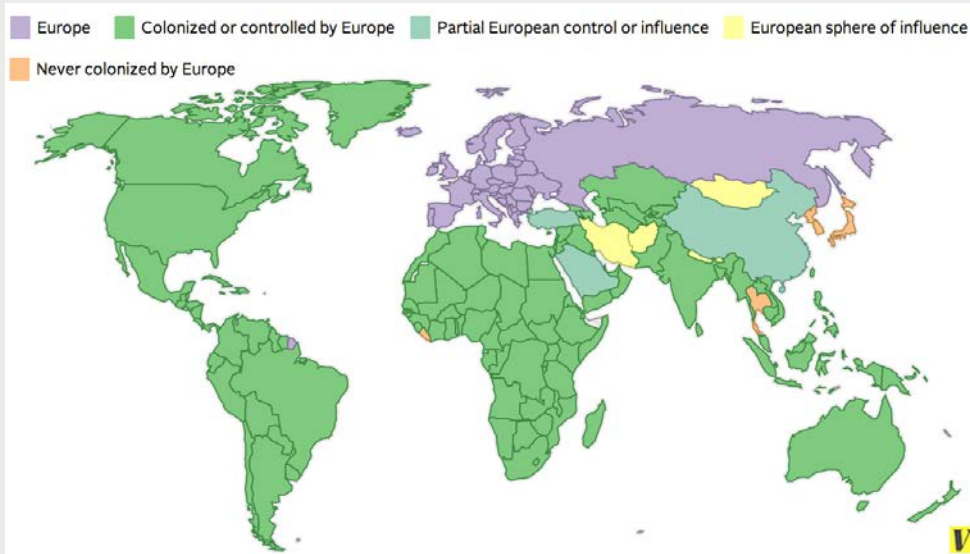 Europe Colonized or controlled by Europe Partial European control or influence European sphere of influence
Never colonized by Europe
V